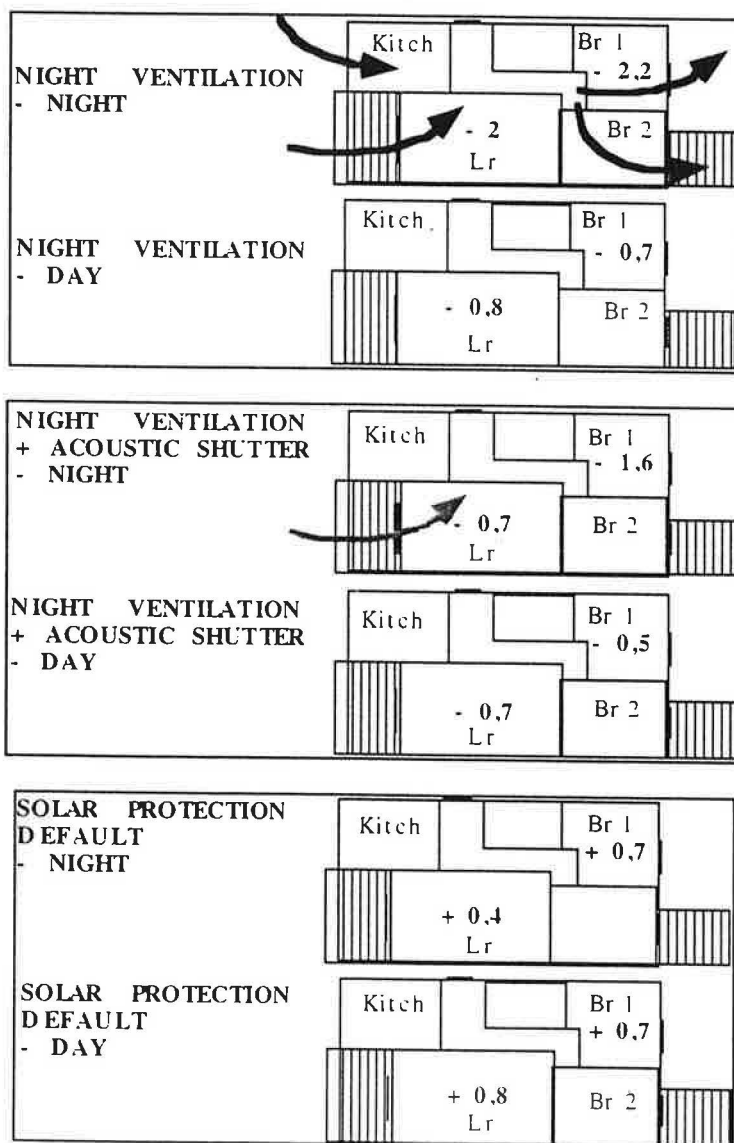 NIGHT VENTILATION
- NIGHT
Kitch
Br 1
- 2,2
- 2
Lr
Br 2
NIGHT VENTILATION
- DAY
Kitch.
Br 1
- 0,7
- 0,8
Lr
Br 2
NIGHT VENTILATION
+ ACOUSTIC SHUTTER
- NIGHT
Kitch
Br 1
- 1,6
- 0,7
Lr
Br 2
NIGHT VENTILATION
+ ACOUSTIC SHUTTER
- DAY
Kitch
Br 1
- 0,5
- 0,7
Lr
Br 2
SOLAR PROTECTION
DEFAULT
- NIGHT
Kitch
Br 1
+ 0,7
+ 0,4
Lr
SOLAR PROTECTION
DEFAULT
- DAY
Kitch
Br 1
+ 0,7
+ 0,8
Lr
Br 2